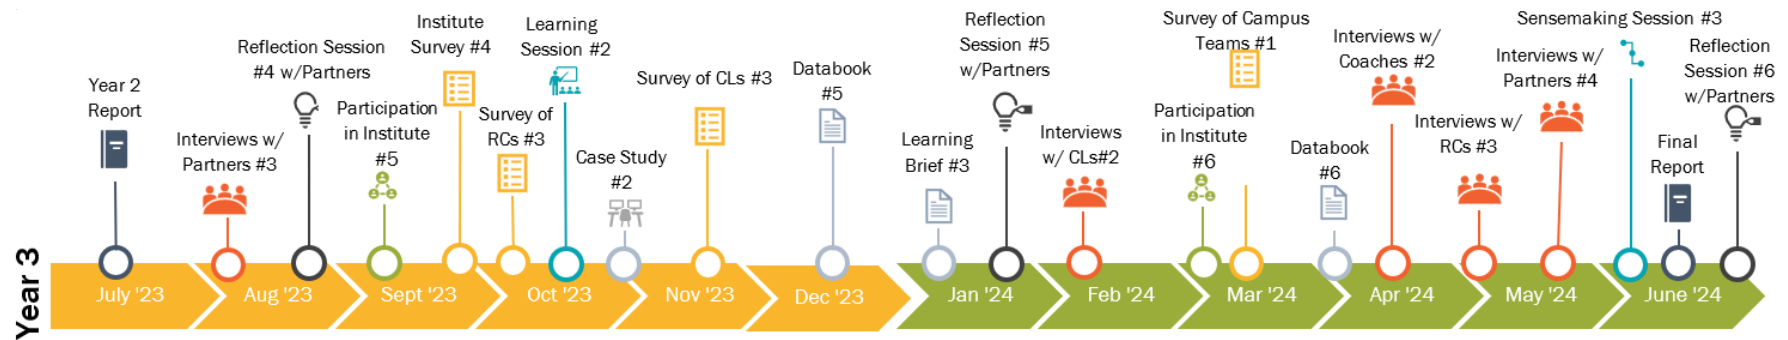 Year 3
Year 2
Report
Interviews w/
Partners #3
Reflection Session
#4 w/Partners
Participation
in Institute
#5
Institute
Survey #4
Survey of
RCs #3
Learning
Session #2
Case Study
#2
Survey of CLs #3
Databook
#5
Learning
Brief #3
Reflection
Session #5
w/Partners
Interviews
w/ CLs#2
Survey of Campus
Teams #1
Participation
in Institute
#6
Databook
#6
Interviews w/
Coaches #2
Interviews w/
RCs #3
Interviews w/
Partners #4
Sensemaking Session #3
Final
Report
Reflection
Session #6
w/Partners
July '23
Aug '23
Sept '23
Oct '23
Nov '23
Dec '23
Jan '24
Feb '24
Mar '24
Apr '24
May '24
June '24